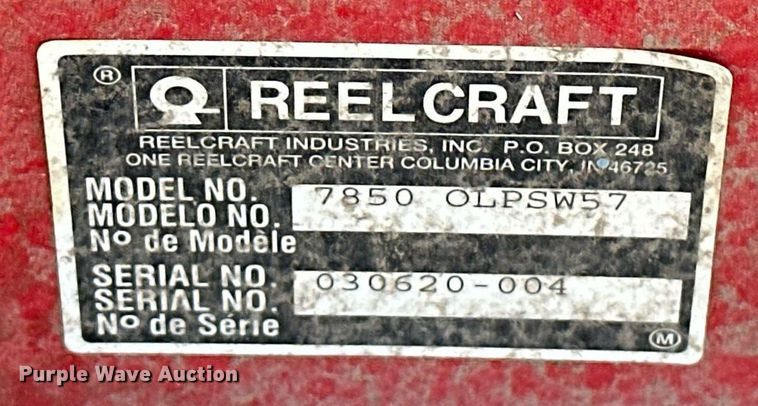 ® REELCRAFT
REELCRAFT INDUSTRIES, INC. P.O. BOX 248
ONE REELCRAFT CENTER COLUMBIA CITY, IN 46725
MODEL NO. 7850 OLPSW57
MODELO NO.
Nº de Modèle
SERIAL NO. 030620-004
SERIAL NO.
Nº de Série
M
Purple Wave Auction